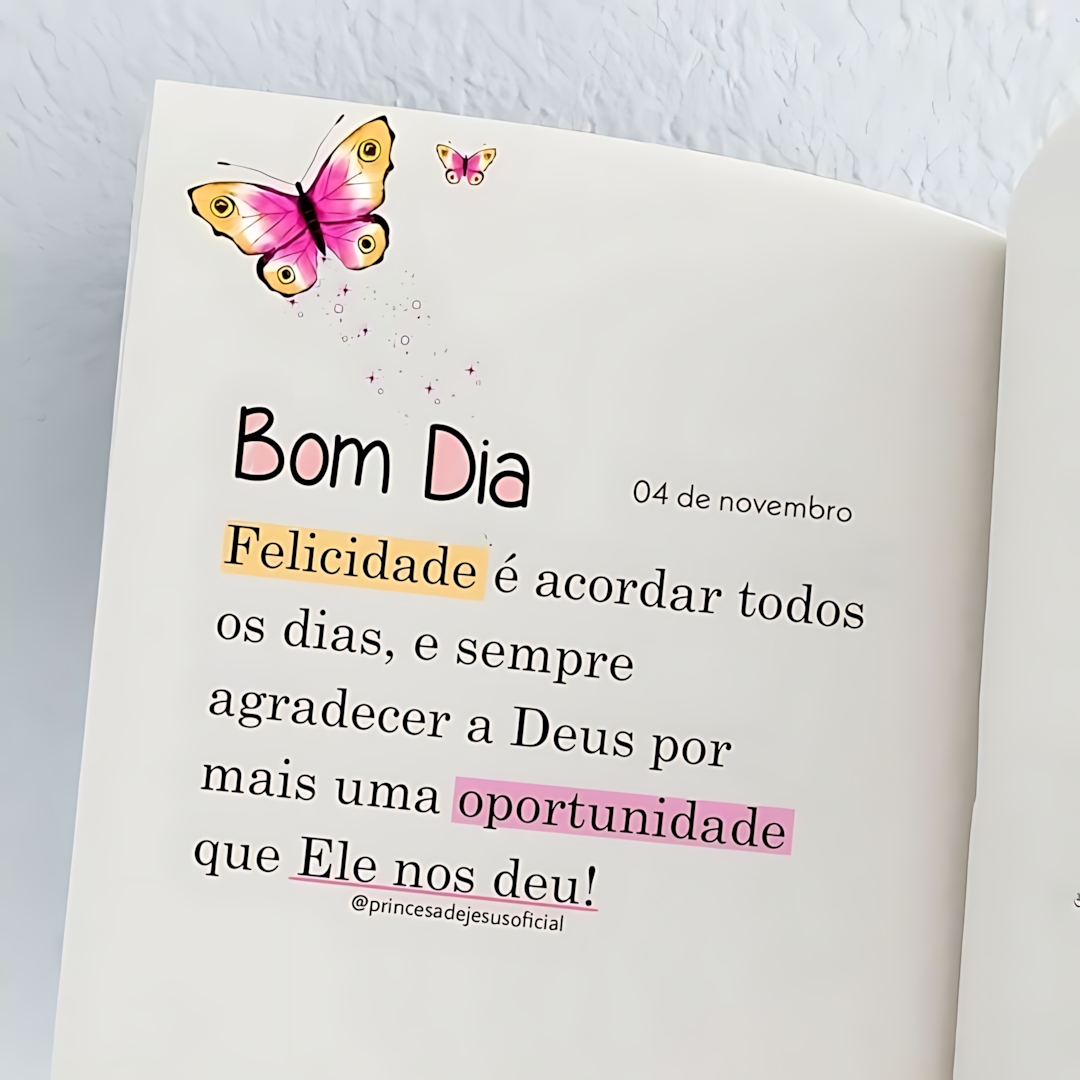 Bom Dia
04 de novembro
Felicidade é acordar todos
os dias, e sempre
agradecer a Deus por
mais uma oportunidade
que Ele nos deu!
@princesadejesusoficial